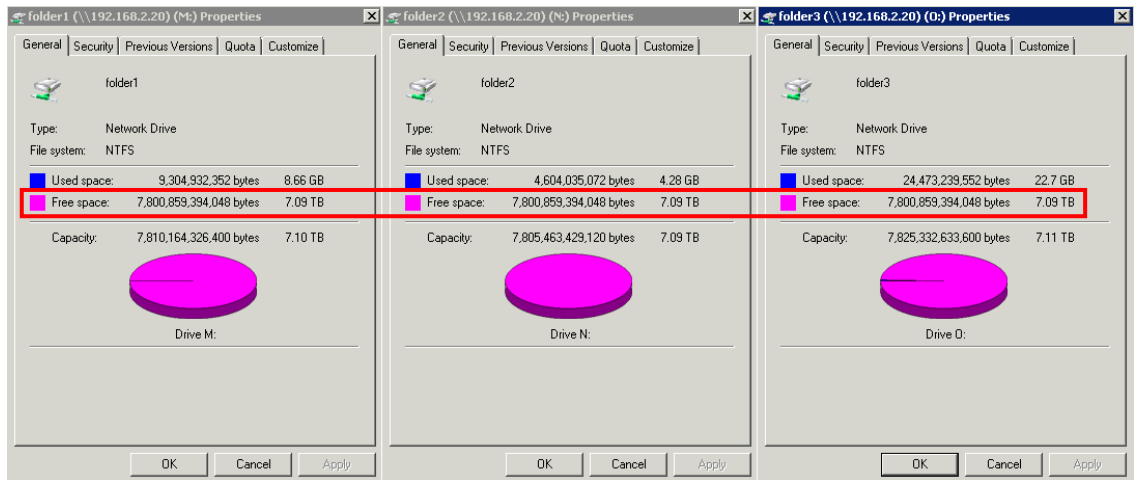 folder1 (\\192.168.2.20) (M:) Properties
General Security Previous Versions Quota Customize
folder1
Type: Network Drive
File system: NTFS
Used space: 9,304,932,352 bytes 8.66 GB
Free space: 7,800,859,394,048 bytes 7.09 TB
Capacity: 7,810,164,326,400 bytes 7.10 TB
Drive M:
OK Cancel Apply
folder2 (\\192.168.2.20) (N:) Properties
General Security Previous Versions Quota Customize
folder2
Type: Network Drive
File system: NTFS
Used space: 4,604,035,072 bytes 4.28 GB
Free space: 7,800,859,394,048 bytes 7.09 TB
Capacity: 7,805,463,429,120 bytes 7.09 TB
Drive N:
OK Cancel Apply
folder3 (\\192.168.2.20) (O:) Properties
General Security Previous Versions Quota Customize
folder3
Type: Network Drive
File system: NTFS
Used space: 24,473,239,552 bytes 22.7 GB
Free space: 7,800,859,394,048 bytes 7.09 TB
Capacity: 7,825,332,633,600 bytes 7.11 TB
Drive O:
OK Cancel Apply